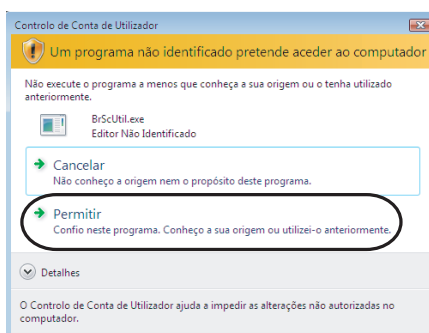 Controlo de Conta de Utilizador
Um programa não identificado pretende aceder ao computador
Não execute o programa a menos que conheça a sua origem ou o tenha utilizado
anteriormente.
BrScUtil.exe
Editor Não Identificado
Cancelar
Não conheço a origem nem o propósito deste programa.
Permitir
Confio neste programa. Conheço a sua origem ou utilizei-o anteriormente.
Detalhes
O Controlo de Conta de Utilizador ajuda a impedir as alterações não autorizadas no
computador.